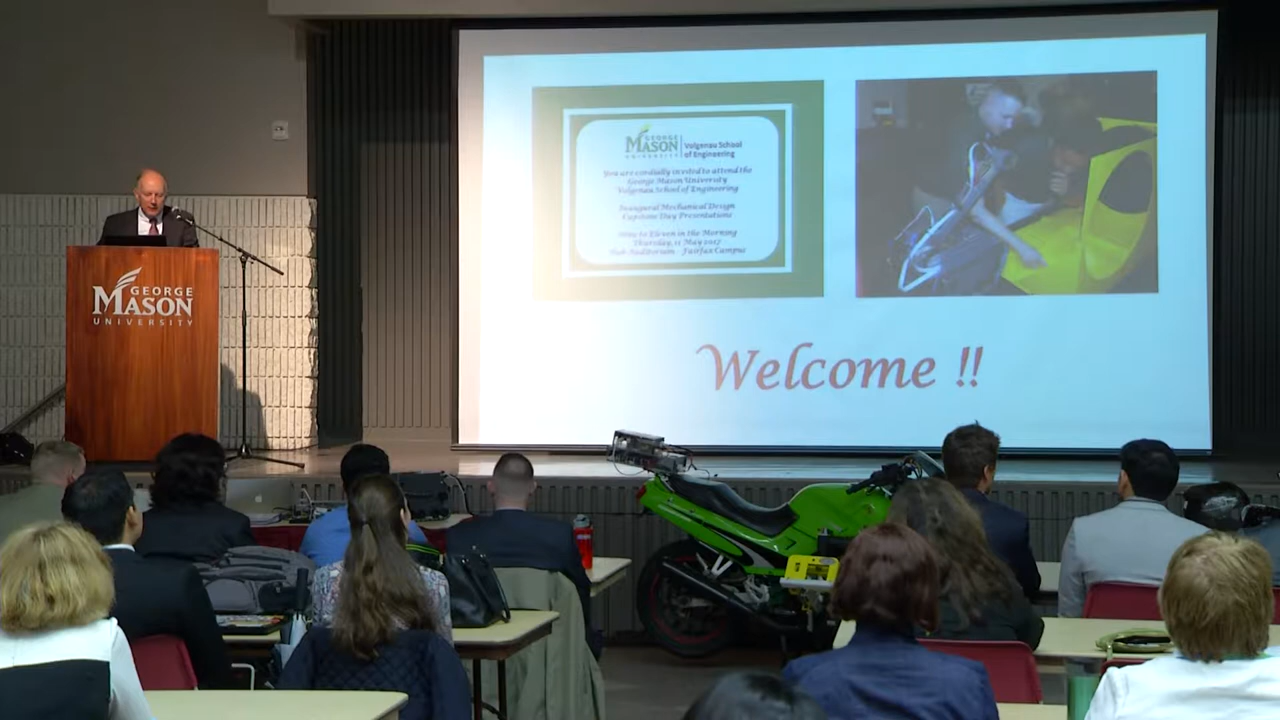 GEORGE
MASON
UNIVERSITY
GEORGE
MASON
UNIVERSITY
Volgenau School
of Engineering
You are cordially invited to attend the
George Mason University
Volgenau School of Engineering
Inaugural Mechanical Design
Capstone Day Presentations
Nine to Eleven in the Morning
Thursday, 11 May 2017
Hub Auditorium - Fairfax Campus
Welcome !!